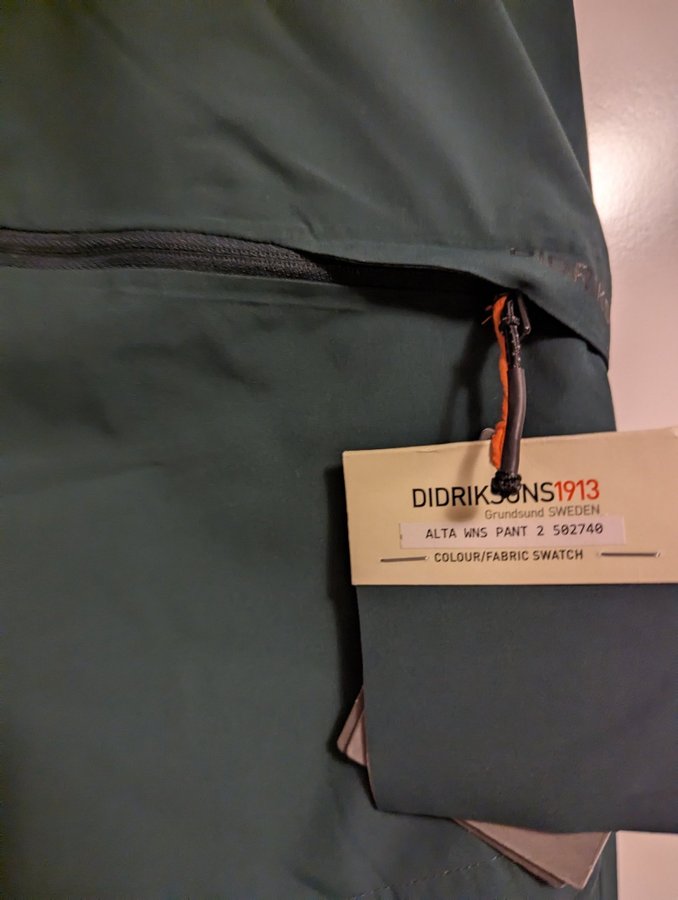 DIDRIKSONS1913
Grundsund SWEDEN
ALTA WNS PANT 2 502740
COLOUR/FABRIC SWATCH